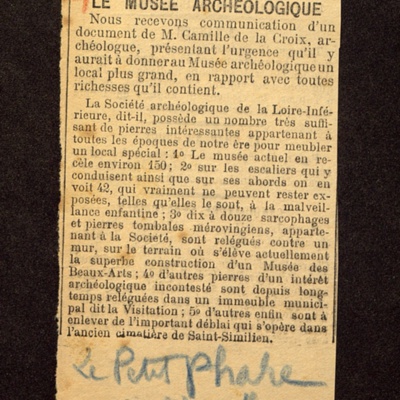 LE MUSÉE ARCHÉOLOGIQUE
Nous recevons communication d'un
document de M. Camille de la Croix, ar-
chéologue, présentant l'urgence qu'il y
aurait à donner au Musée archéologique un
local plus grand, en rapport avec toutes
richesses qu'il contient.
La Société archéologique de la Loire-Infé-
rieure, dit-il, possède un nombre très suffi-
sant de pierres intéressantes appartenant à
toutes les époques de notre ère pour meubler
un local spécial : 1º Le musée actuel en re-
cèle environ 150; 2º sur les escaliers qui y
conduisent ainsi que sur ses abords on en
voit 42, qui vraiment ne peuvent rester ex-
posées, telles qu'elles le sont, à la malveil-
lance enfantine ; 3º dix à douze sarcophages
et pierres tombales mérovingiens, apparte-
nant à la Société, sont relégués contre un
mur, sur le terrain où s'élève actuellement
la superbe construction d'un Musée des
Beaux-Arts ; 4º d'autres pierres d'un intérêt
archéologique incontesté sont depuis long-
temps reléguées dans un immeuble munici-
pal dit la Visitation ; 5º d'autres enfin sont à
enlever de l'important déblai qui s'opère dans
l'ancien cimetière de Saint-Similien.
Le Petit Phare